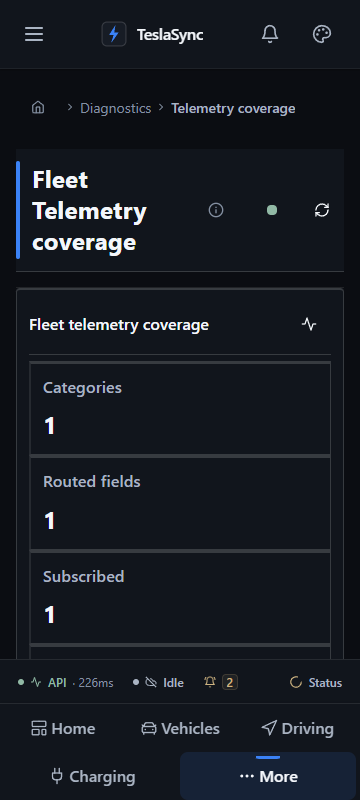 TeslaSync
Diagnostics
Telemetry coverage
Fleet
Telemetry
coverage
Fleet telemetry coverage
Categories
1
Routed fields
1
Subscribed
1
API · 226ms
Idle
2
Status
Home
Vehicles
Driving
Charging
More